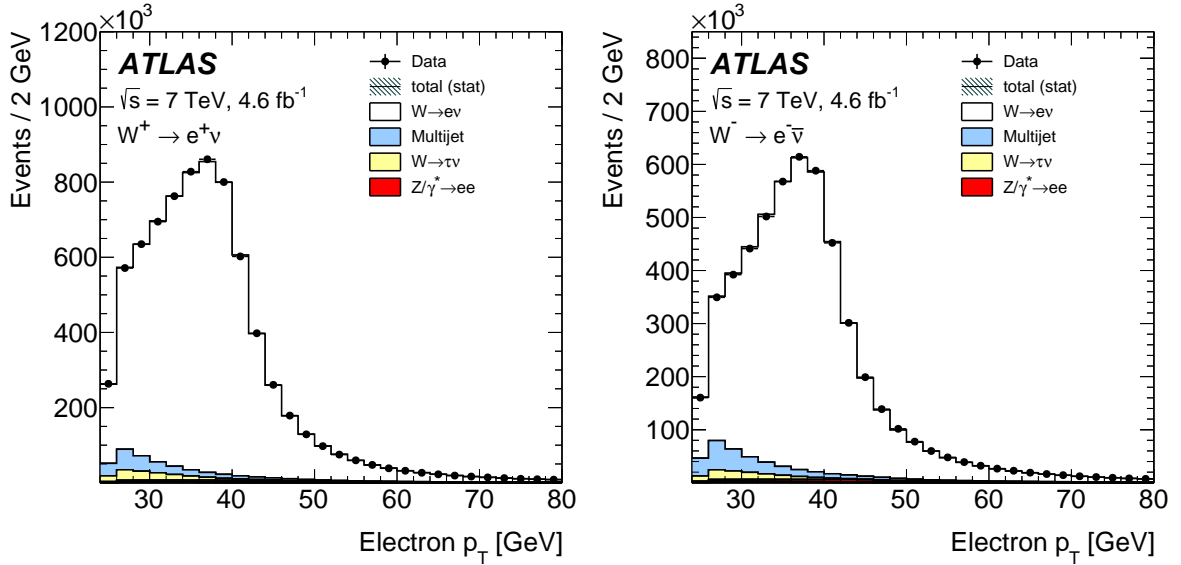 ×10³
Events / 2 GeV
1200
1000
800
600
400
200
ATLAS
√s = 7 TeV, 4.6 fb⁻¹
W⁺ → e⁺ν
Data
total (stat)
W→eν
Multijet
W→τν
Z/γ*→ee
30 40 50 60 70 80
Electron p_T [GeV]
×10³
Events / 2 GeV
800
700
600
500
400
300
200
100
ATLAS
√s = 7 TeV, 4.6 fb⁻¹
W⁻ → e⁻ν̅
Data
total (stat)
W→eν
Multijet
W→τν
Z/γ*→ee
30 40 50 60 70 80
Electron p_T [GeV]